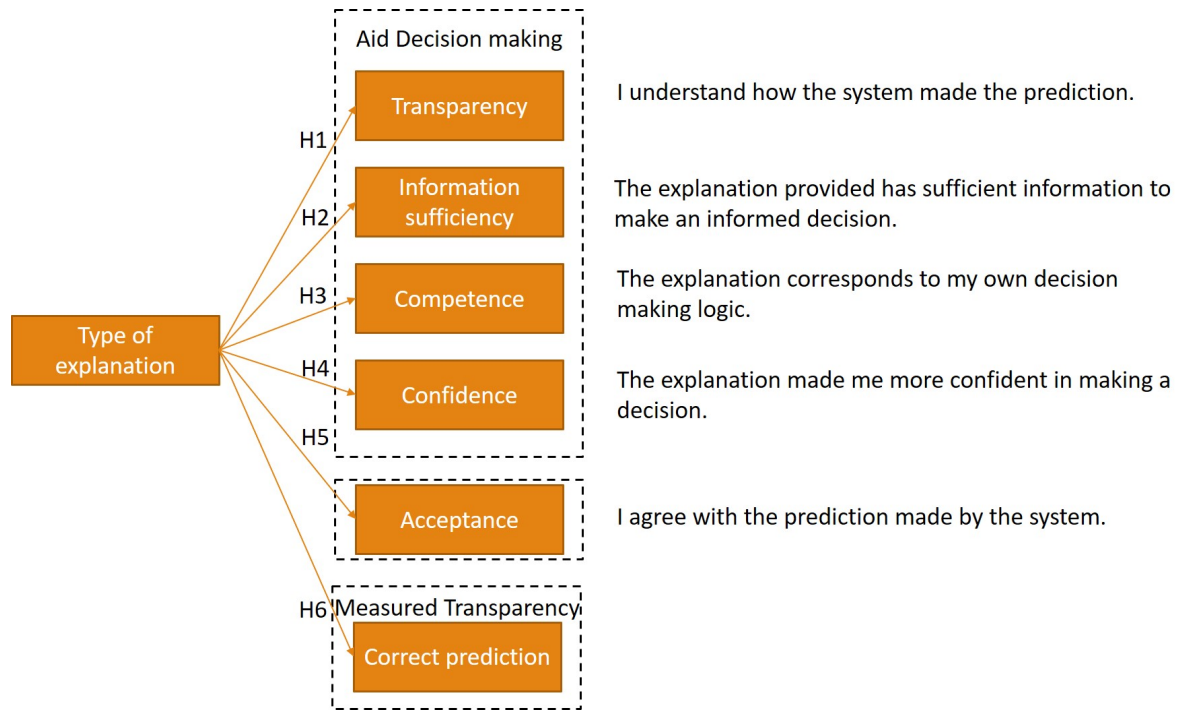 Aid Decision making
Transparency
I understand how the system made the prediction.
H1
Information
sufficiency
The explanation provided has sufficient information to
make an informed decision.
H2
Competence
The explanation corresponds to my own decision
making logic.
H3
Type of
explanation
H4
Confidence
The explanation made me more confident in making a
decision.
H5
Acceptance
I agree with the prediction made by the system.
H6
Measured Transparency
Correct prediction